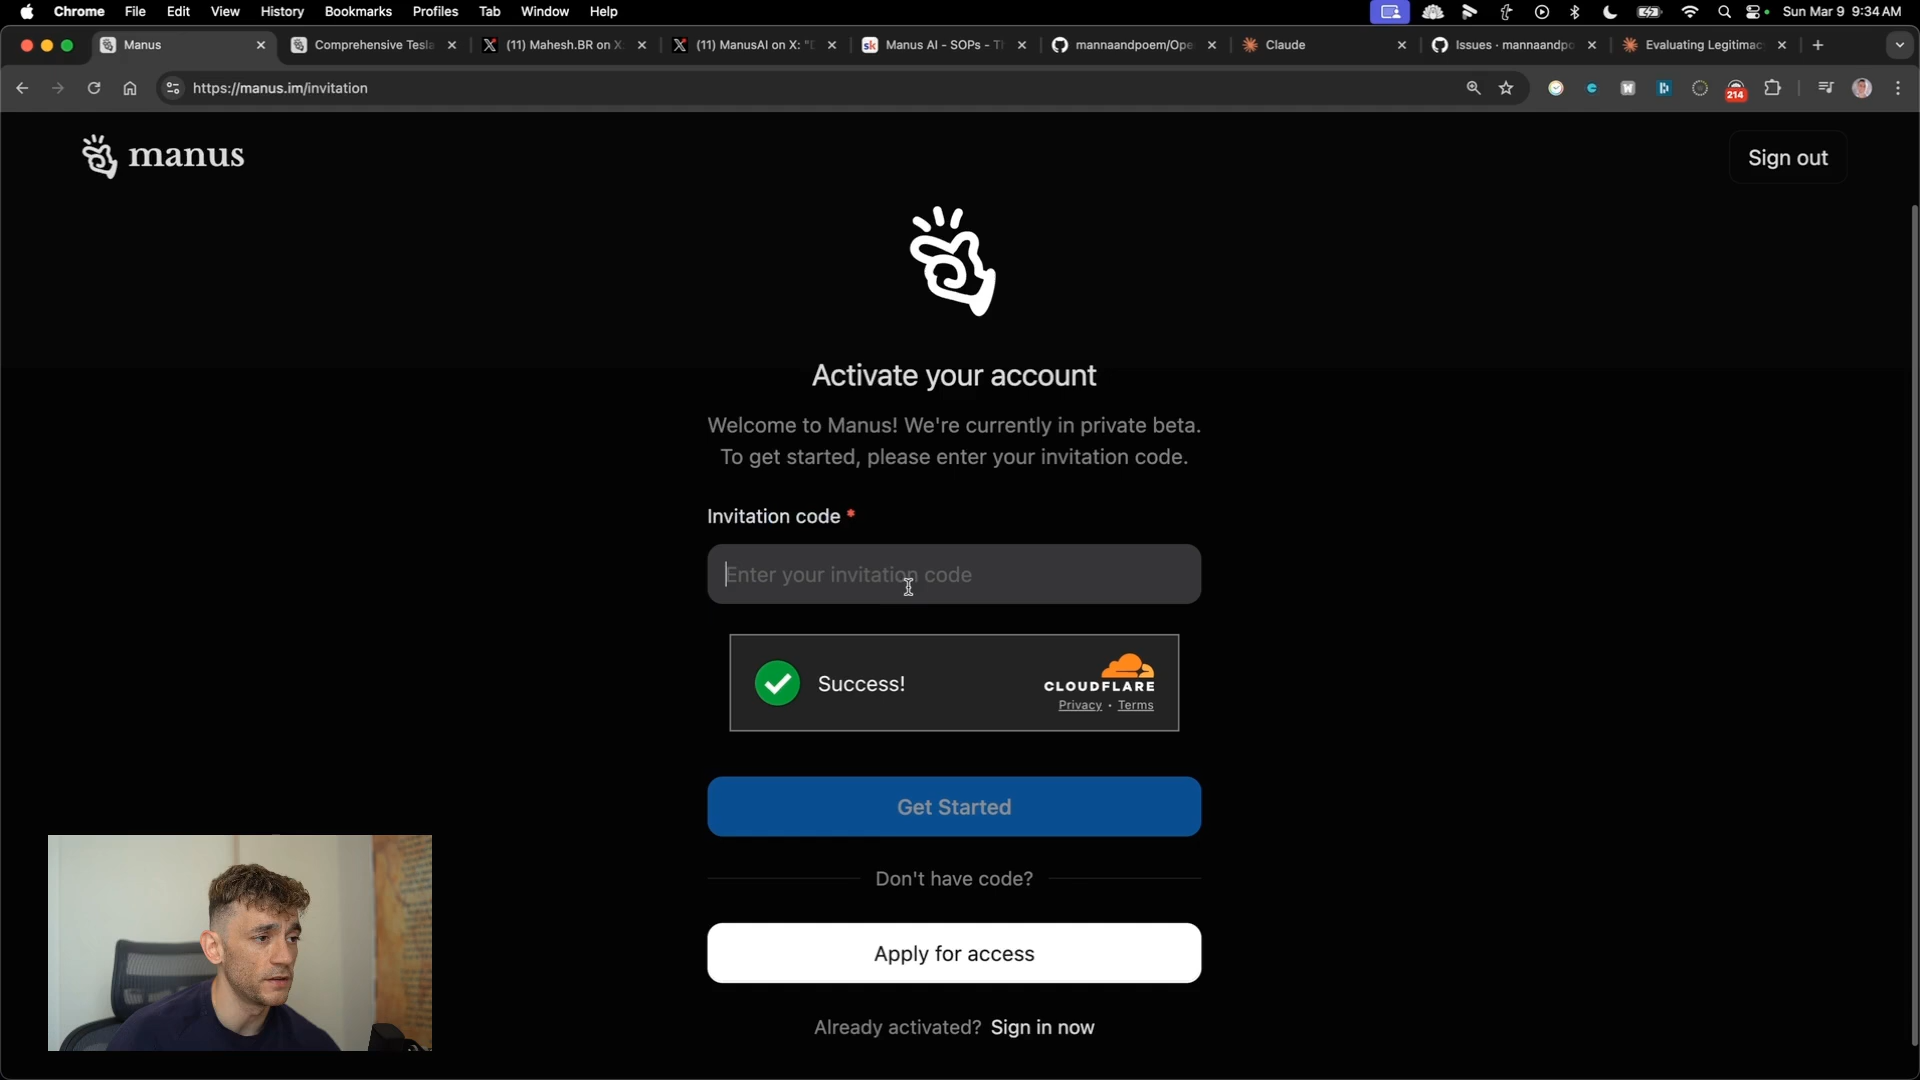 Chrome File Edit View History Bookmarks Profiles Tab Window Help Sun Mar 9 9:34 AM
Manus Comprehensive Tesla (11) Mahesh.BR on X (11) ManusAI on X: "D Manus AI - SOPs - Th mannaandpoem/Ope Claude Issues · mannaandpo Evaluating Legitimac
https://manus.im/invitation 214
manus
Sign out
Activate your account
Welcome to Manus! We're currently in private beta.
To get started, please enter your invitation code.
Invitation code *
Enter your invitation code
Success!
CLOUDFLARE
Privacy · Terms
Get Started
Don't have code?
Apply for access
Already activated? Sign in now